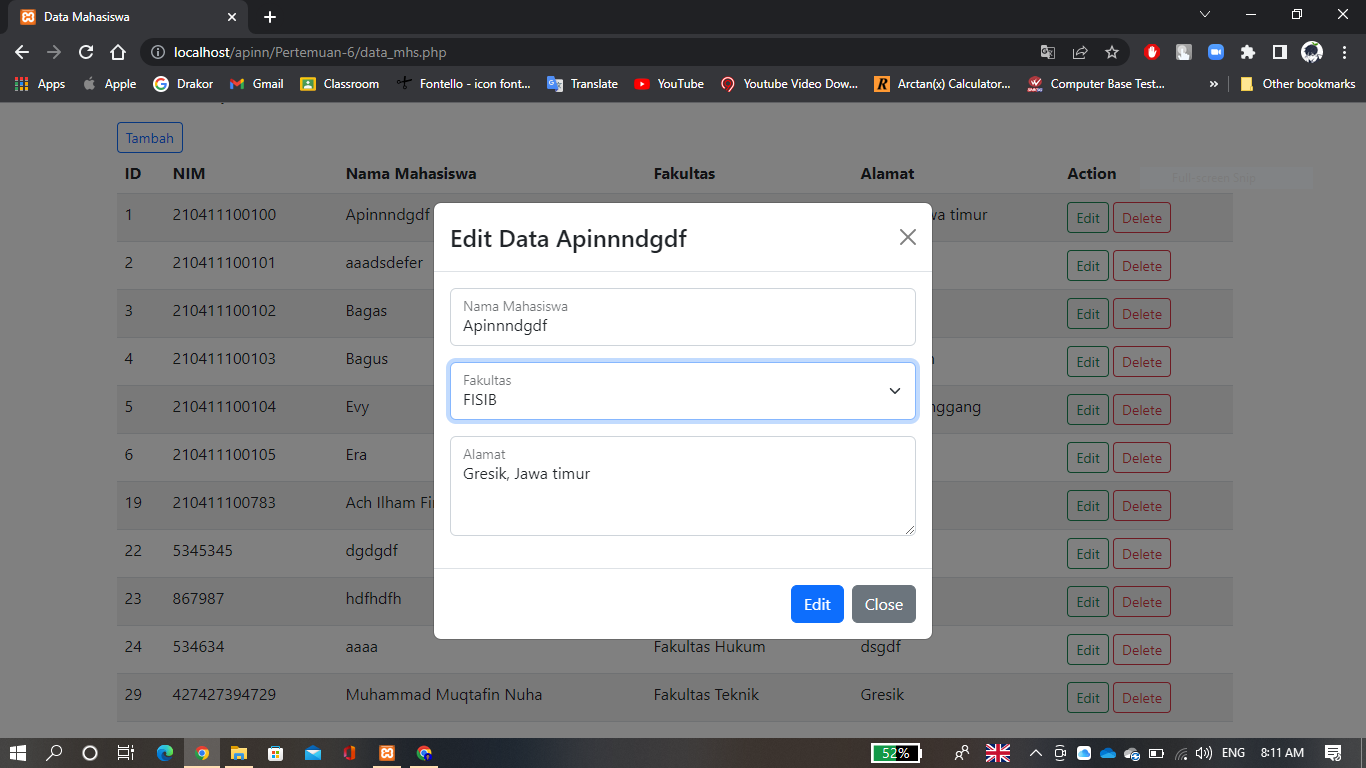 Data Mahasiswa
localhost/apinn/Pertemuan-6/data_mhs.php
Apps Apple Drakor Gmail Classroom Fontello - icon font... Translate YouTube Youtube Video Dow... Arctan(x) Calculator... Computer Base Test... » Other bookmarks
Tambah
ID NIM Nama Mahasiswa Fakultas Alamat Action
1 210411100100 Apinnndgdf wa timur Edit Delete
2 210411100101 aaadsdefer Edit Delete
3 210411100102 Bagas Edit Delete
4 210411100103 Bagus Edit Delete
5 210411100104 Evy nggang Edit Delete
6 210411100105 Era Edit Delete
19 210411100783 Ach Ilham Fi Edit Delete
22 5345345 dgdgdf Edit Delete
23 867987 hdfhdfh Edit Delete
24 534634 aaaa Fakultas Hukum dsgdf Edit Delete
29 427427394729 Muhammad Muqtafin Nuha Fakultas Teknik Gresik Edit Delete
Edit Data Apinnndgdf
Nama Mahasiswa
Apinnndgdf
Fakultas
FISIB
Alamat
Gresik, Jawa timur
Edit Close
52% ENG 8:11 AM